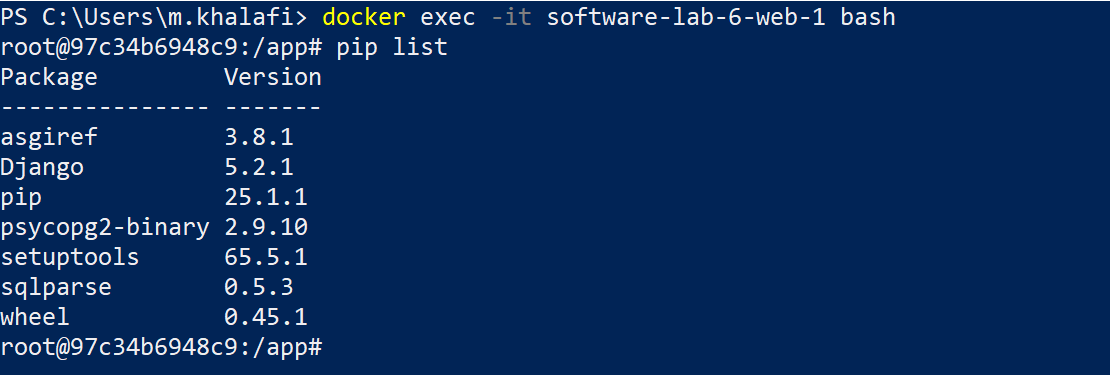 PS C:\Users\m.khalafi> docker exec -it software-lab-6-web-1 bash
root@97c34b6948c9:/app# pip list
Package         Version
--------------- -------
asgiref         3.8.1
Django          5.2.1
pip             25.1.1
psycopg2-binary 2.9.10
setuptools      65.5.1
sqlparse        0.5.3
wheel           0.45.1
root@97c34b6948c9:/app#